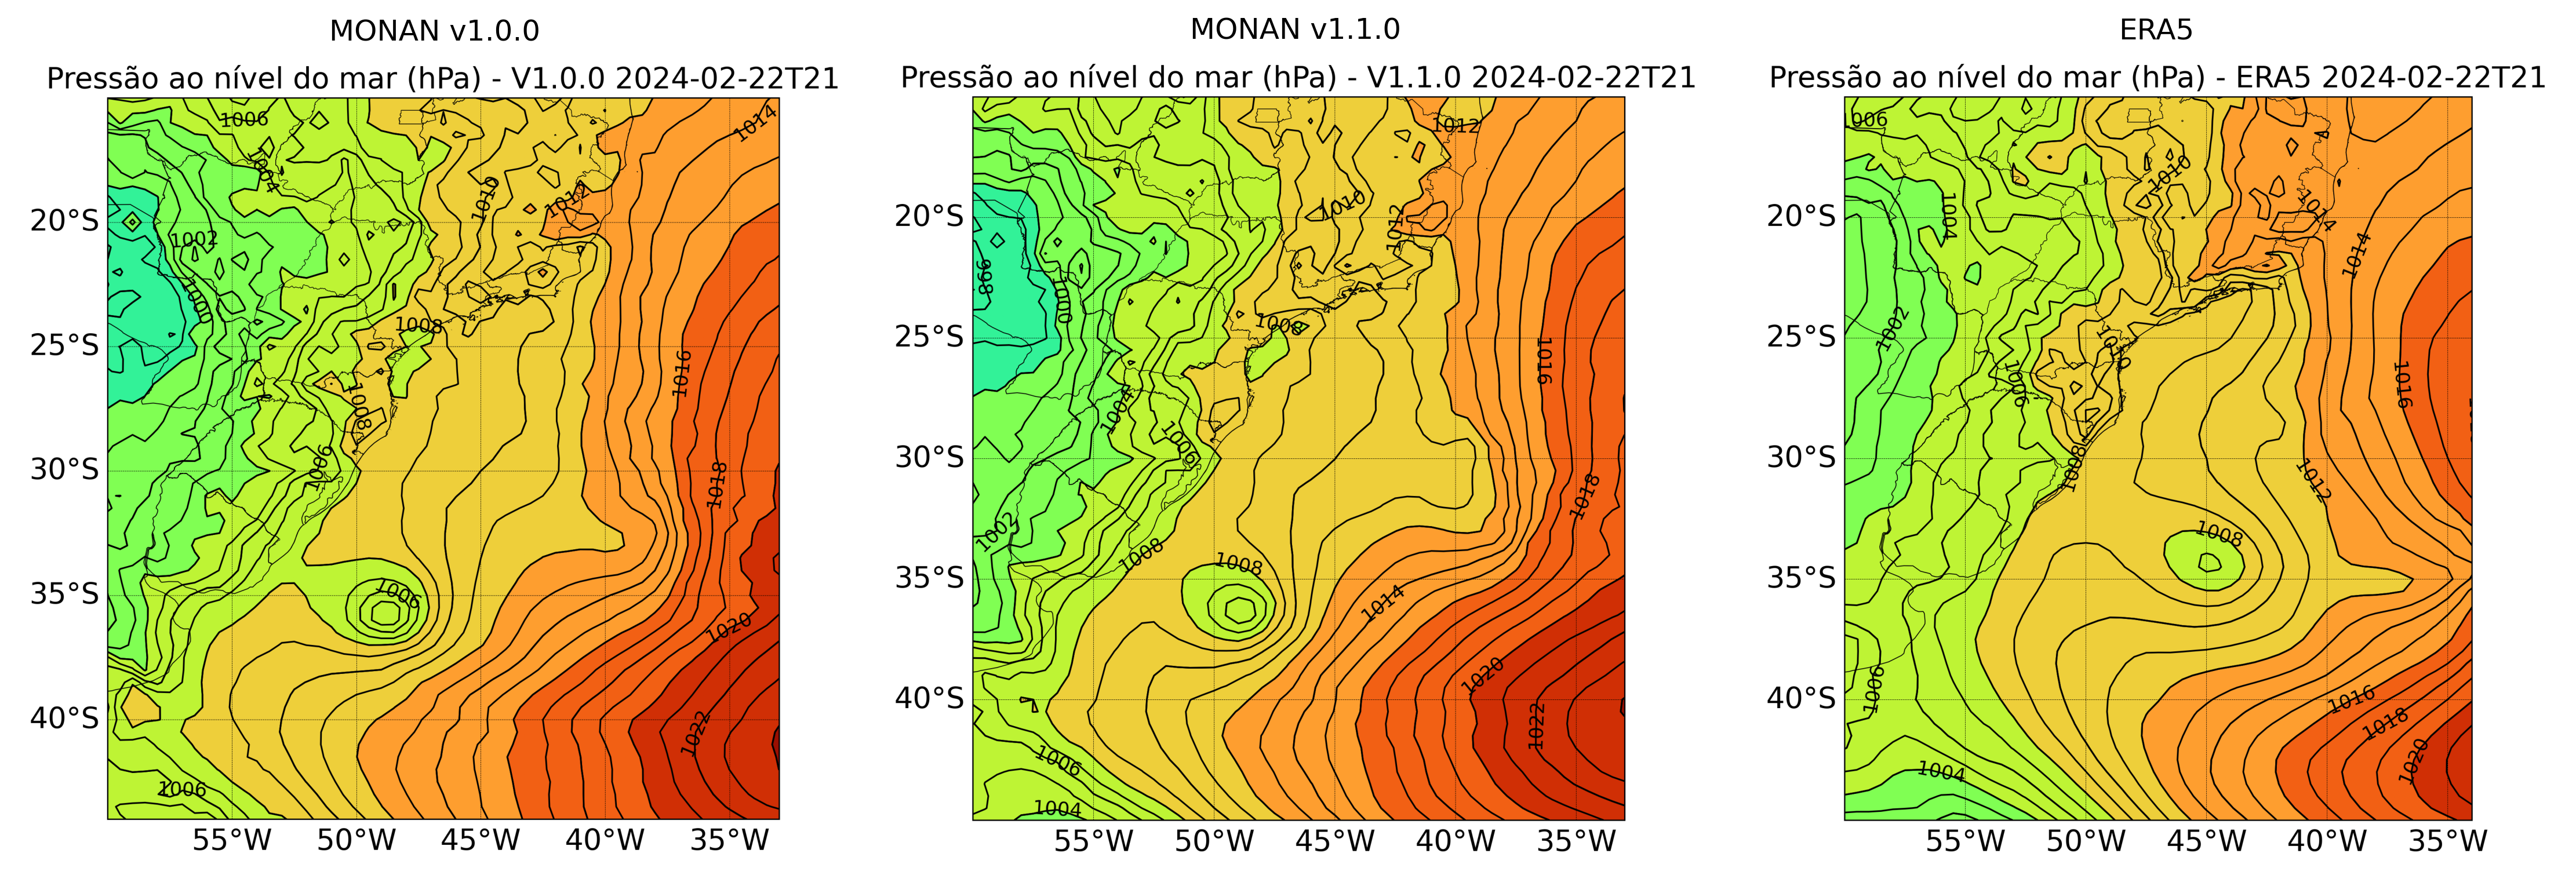 MONAN v1.0.0
Pressão ao nível do mar (hPa) - V1.0.0 2024-02-22T21
1006
1014
1004
1010
1012
1002
1000
1008
1016
1008
1006
1018
1006
1020
1022
1006
20°S
25°S
30°S
35°S
40°S
55°W
50°W
45°W
40°W
35°W
MONAN v1.1.0
Pressão ao nível do mar (hPa) - V1.1.0 2024-02-22T21
1012
1010
1012
998
1000
1008
1016
1004
1006
1018
1002
1008
1008
1014
1020
1022
1006
1004
20°S
25°S
30°S
35°S
40°S
55°W
50°W
45°W
40°W
35°W
ERA5
Pressão ao nível do mar (hPa) - ERA5 2024-02-22T21
1006
1010
1004
1014
1014
1002
1010
1006
1016
1008
1012
1008
1006
1016
1018
1020
1004
20°S
25°S
30°S
35°S
40°S
55°W
50°W
45°W
40°W
35°W